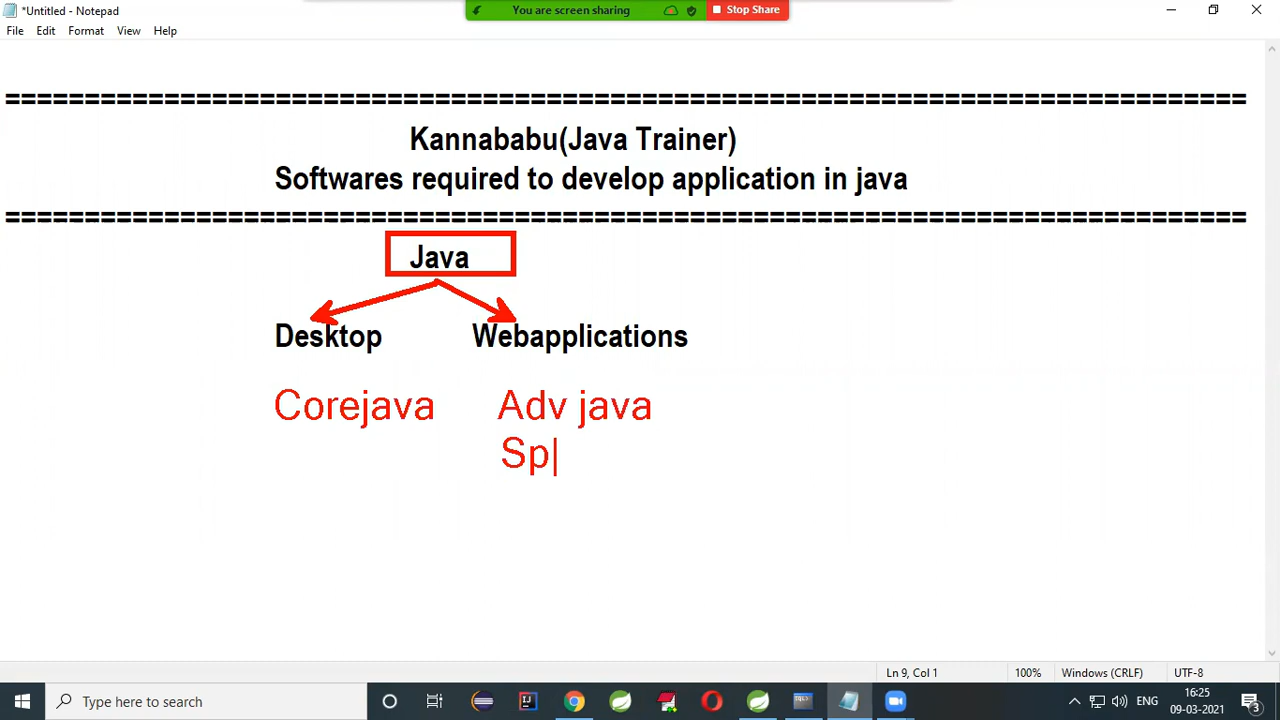 *Untitled - Notepad
You are screen sharing
Stop Share
File Edit Format View Help
==============================================================================
Kannababu(Java Trainer)
Softwares required to develop application in java
==============================================================================
Java
Desktop Webapplications
Corejava Adv java
Sp
Ln 9, Col 1 100% Windows (CRLF) UTF-8
Type here to search
ENG
16:25
09-03-2021
3